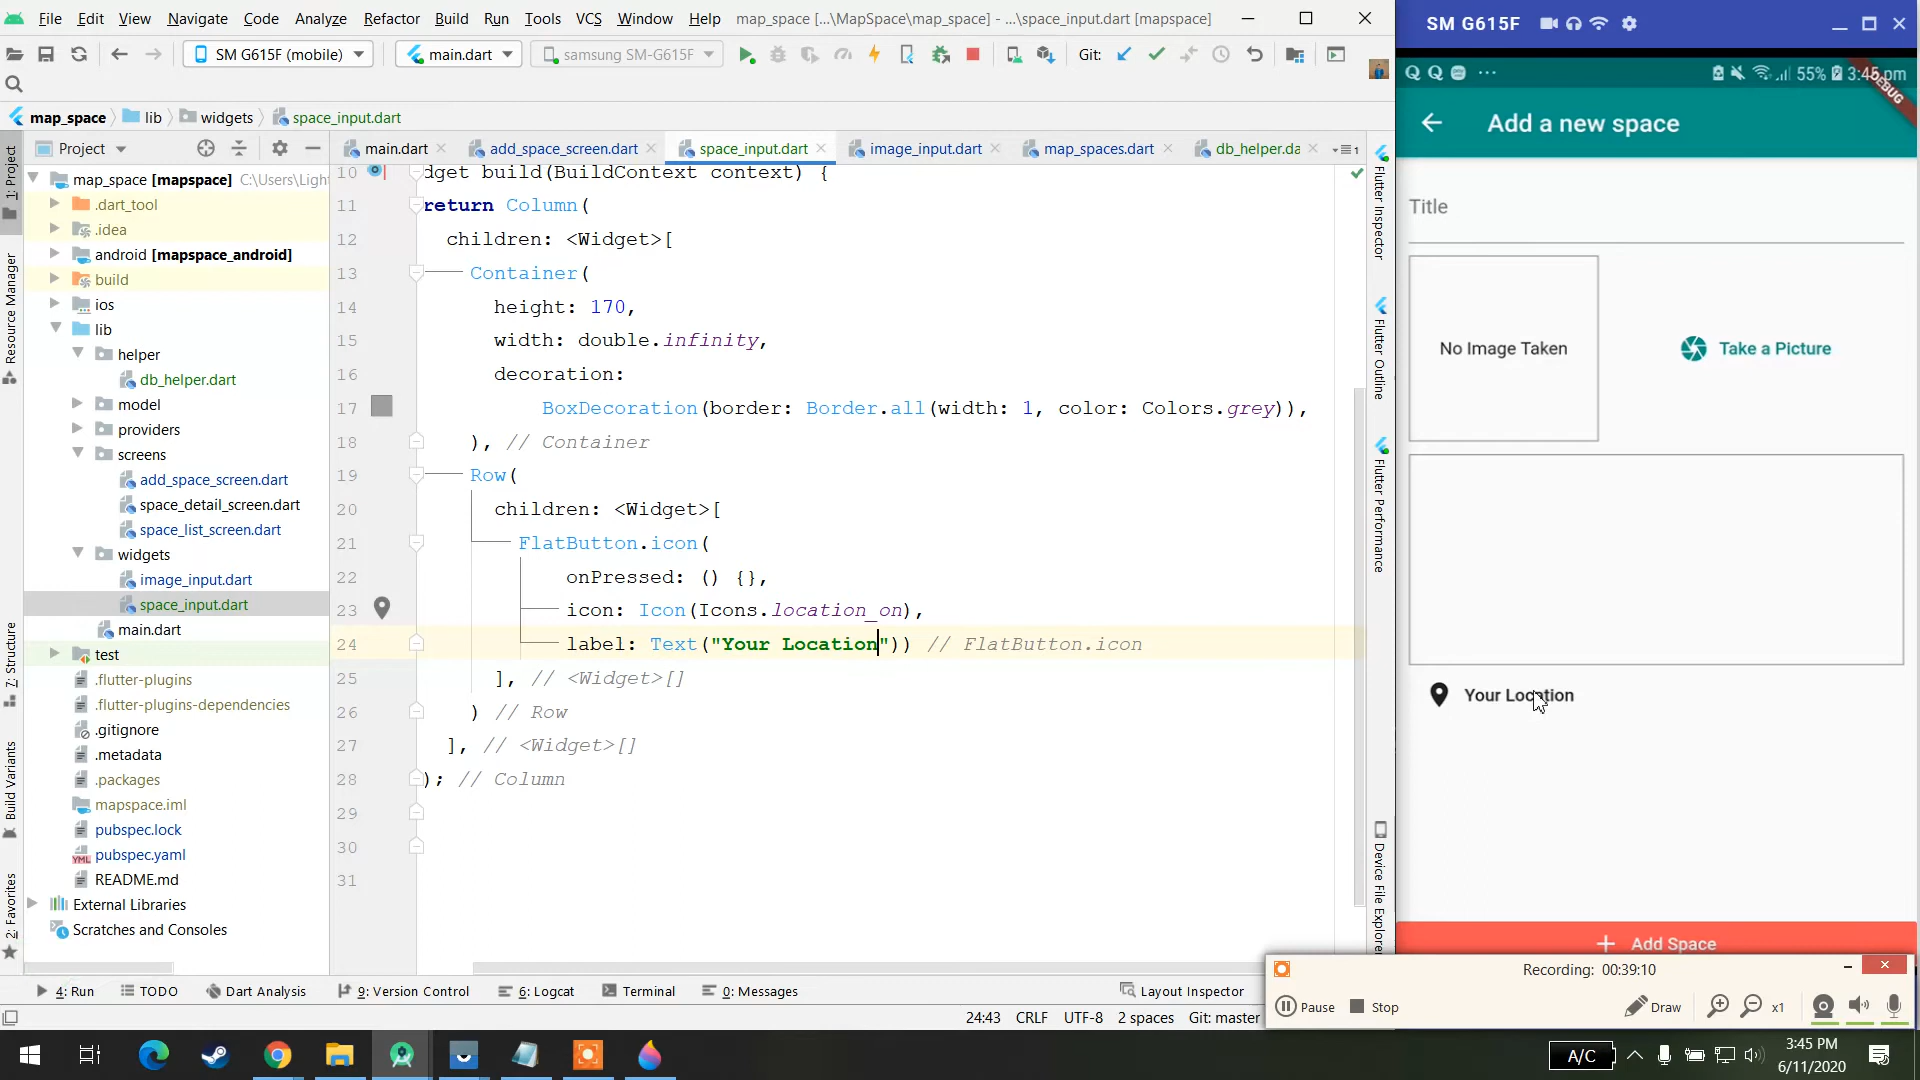 File Edit View Navigate Code Analyze Refactor Build Run Tools VCS Window Help map_space [...\MapSpace\map_space] - ...\space_input.dart [mapspace]
SM G615F (mobile) main.dart samsung SM-G615F Git:
map_space lib widgets space_input.dart
Project
main.dart add_space_screen.dart space_input.dart image_input.dart map_spaces.dart db_helper.da
1: Project
Resource Manager
7: Structure
Build Variants
2: Favorites
map_space [mapspace] C:\Users\Light
.dart_tool
.idea
android [mapspace_android]
build
ios
lib
helper
db_helper.dart
model
providers
screens
add_space_screen.dart
space_detail_screen.dart
space_list_screen.dart
widgets
image_input.dart
space_input.dart
main.dart
test
.flutter-plugins
.flutter-plugins-dependencies
.gitignore
.metadata
.packages
mapspace.iml
pubspec.lock
pubspec.yaml
README.md
External Libraries
Scratches and Consoles
10 dget build(BuildContext context) {
11 return Column(
12 children: <Widget>[
13 Container(
14 height: 170,
15 width: double.infinity,
16 decoration:
17 BoxDecoration(border: Border.all(width: 1, color: Colors.grey)),
18 ), // Container
19 Row(
20 children: <Widget>[
21 FlatButton.icon(
22 onPressed: () {},
23 icon: Icon(Icons.location_on),
24 label: Text("Your Location")) // FlatButton.icon
25 ], // <Widget>[]
26 ) // Row
27 ], // <Widget>[]
28 ); // Column
29
30
31
Flutter Inspector
Flutter Outline
Flutter Performance
Device File Explorer
4: Run TODO Dart Analysis 9: Version Control 6: Logcat Terminal 0: Messages Layout Inspector
24:43 CRLF UTF-8 2 spaces Git: master
SM G615F
55% 3:45 pm
DEBUG
Add a new space
Title
No Image Taken
Take a Picture
Your Location
Add Space
Recording: 00:39:10
Pause Stop Draw x1
A/C
3:45 PM
6/11/2020